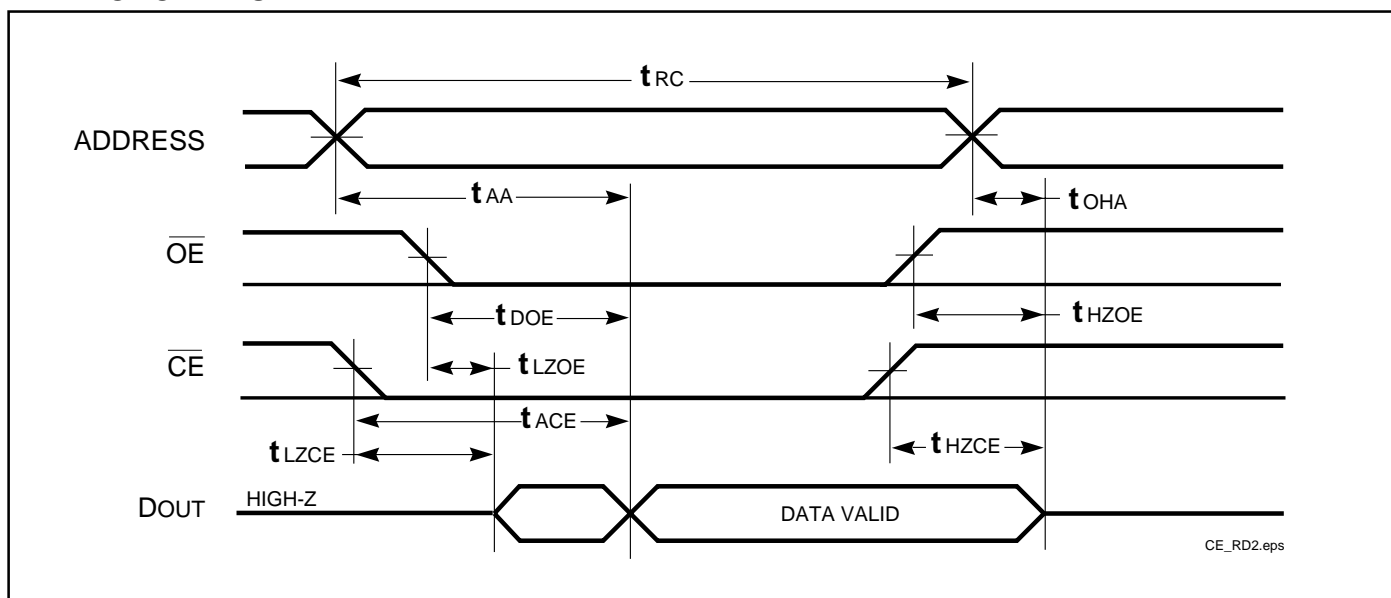 tRC
ADDRESS
tAA
tOHA
OE
tDOE
tHZOE
CE
tLZOE
tACE
tHZCE
tLZCE
DOUT
HIGH-Z
DATA VALID
CE_RD2.eps